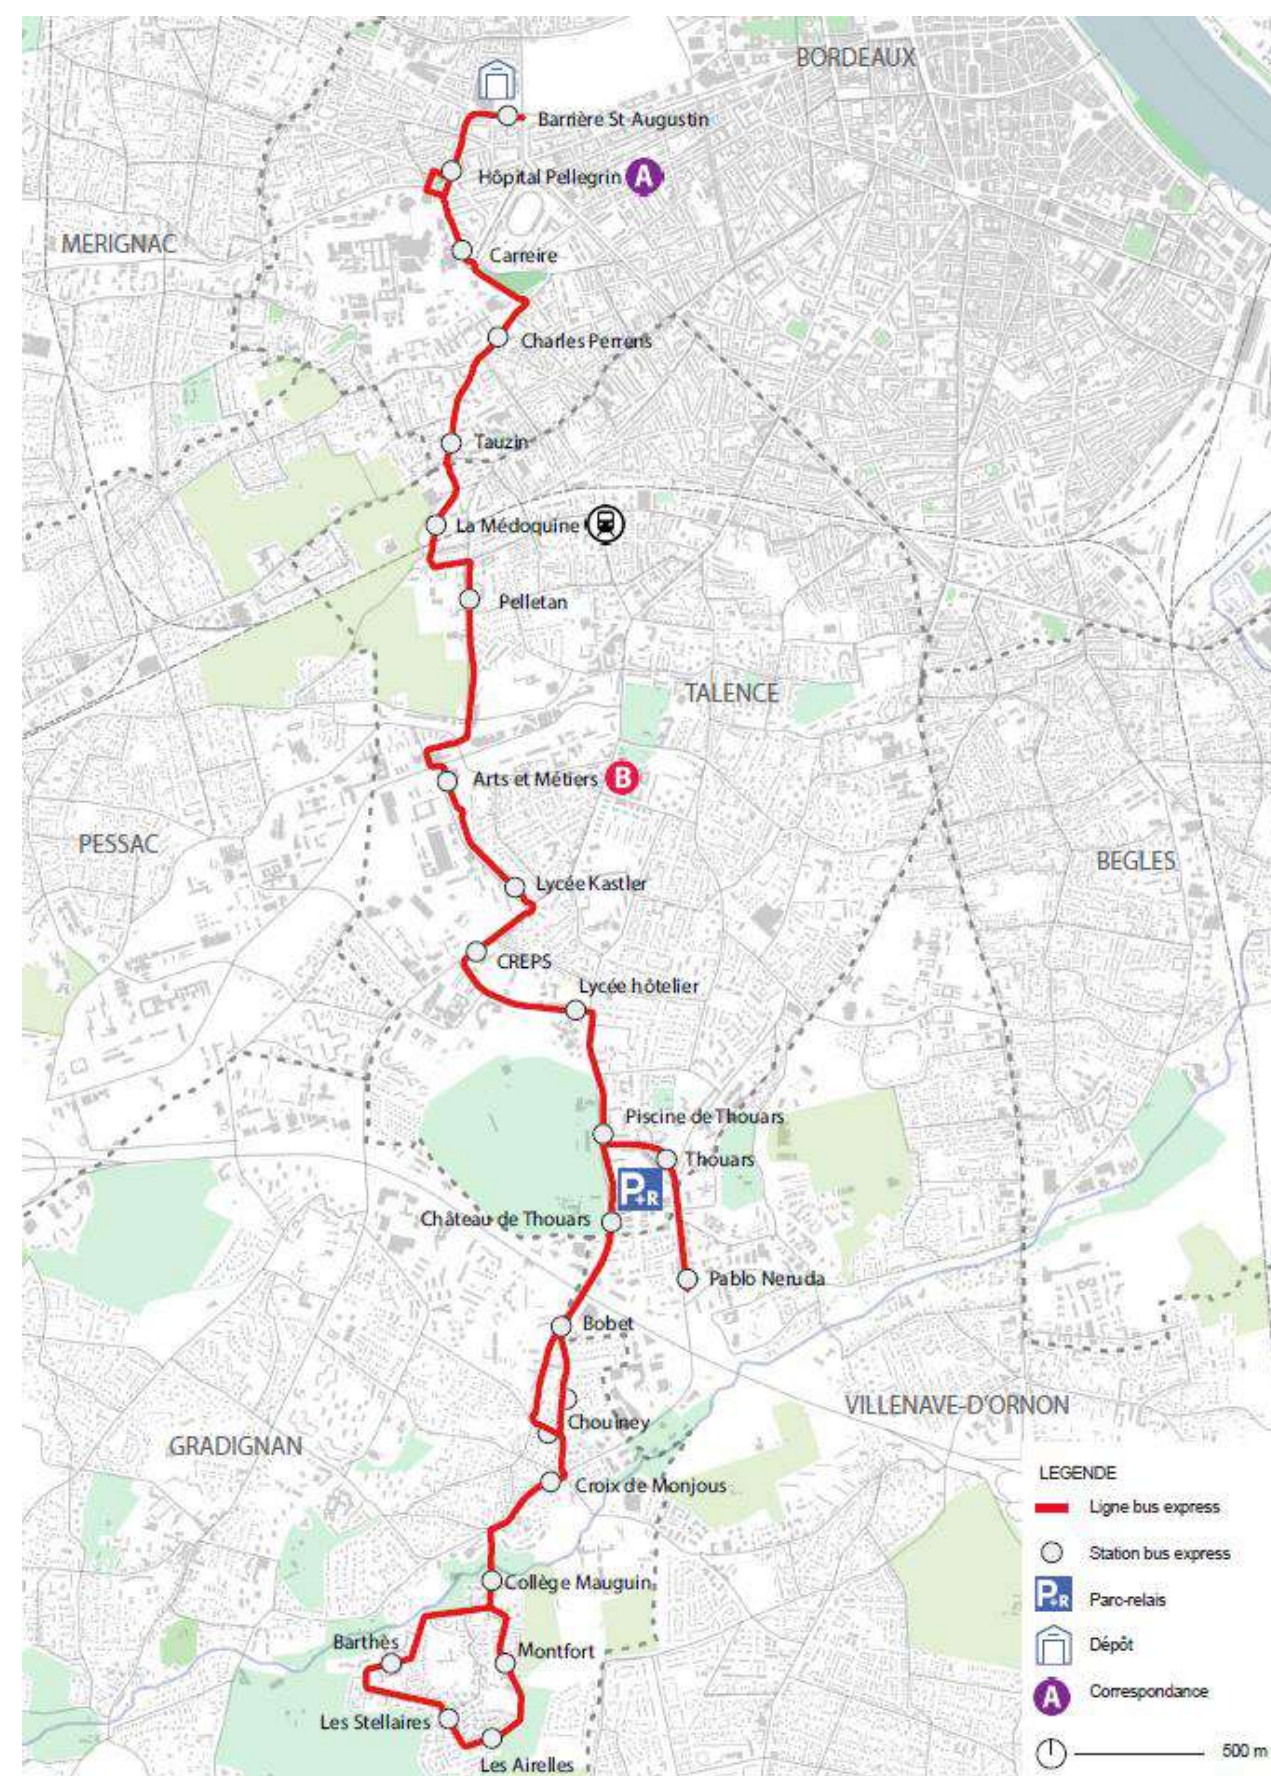 BORDEAUX
Barrière St-Augustin
Hôpital Pellegrin A
MERIGNAC
Carreire
Charles Perrens
Tauzin
La Médoquine
Pelletan
TALENCE
Arts et Métiers B
PESSAC
BEGLES
Lycée Kastler
CREPS
Lycée hôtelier
Piscine de Thouars
Thouars
P+R
Château de Thouars
Pablo Neruda
Bobet
VILLENAVE-D'ORNON
Chouiney
GRADIGNAN
Croix de Monjous
Collège Mauguin
Barthès
Montfort
Les Stellaires
Les Airelles
LEGENDE
Ligne bus express
Station bus express
P+R Parc-relais
Dépôt
A Correspondance
500 m